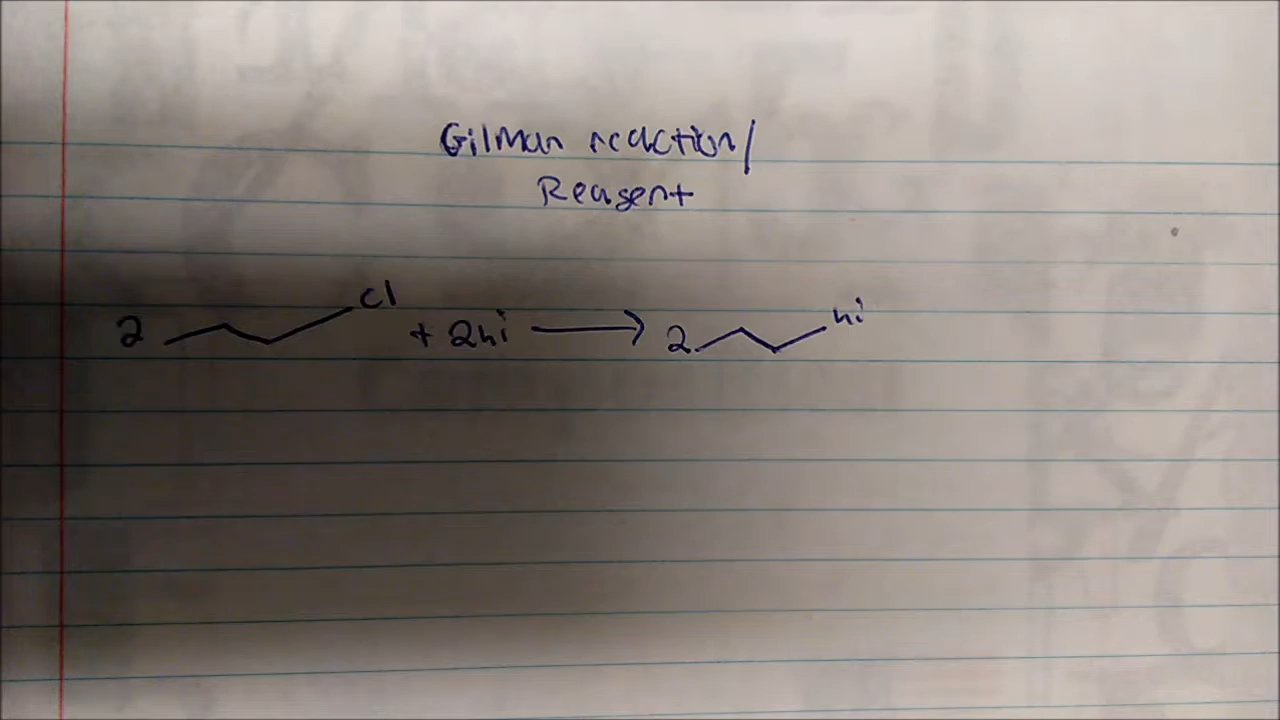 Gilman reaction/
Reagent
2 Cl + 2Li → 2 Li